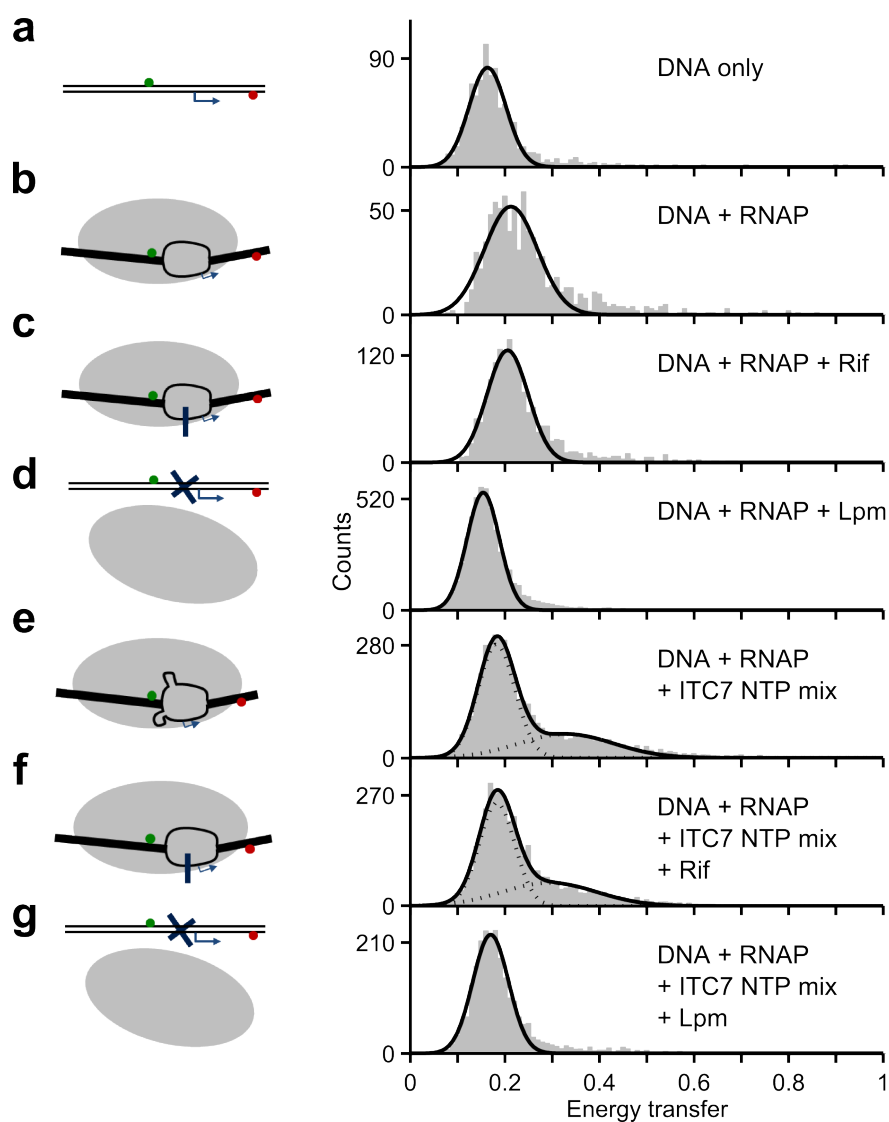 a
90
0
DNA only
b
50
0
DNA + RNAP
c
120
0
DNA + RNAP + Rif
d
520
0
DNA + RNAP + Lpm
Counts
e
280
0
DNA + RNAP
+ ITC7 NTP mix
f
270
0
DNA + RNAP
+ ITC7 NTP mix
+ Rif
g
210
0
DNA + RNAP
+ ITC7 NTP mix
+ Lpm
0 0.2 0.4 0.6 0.8 1
Energy transfer